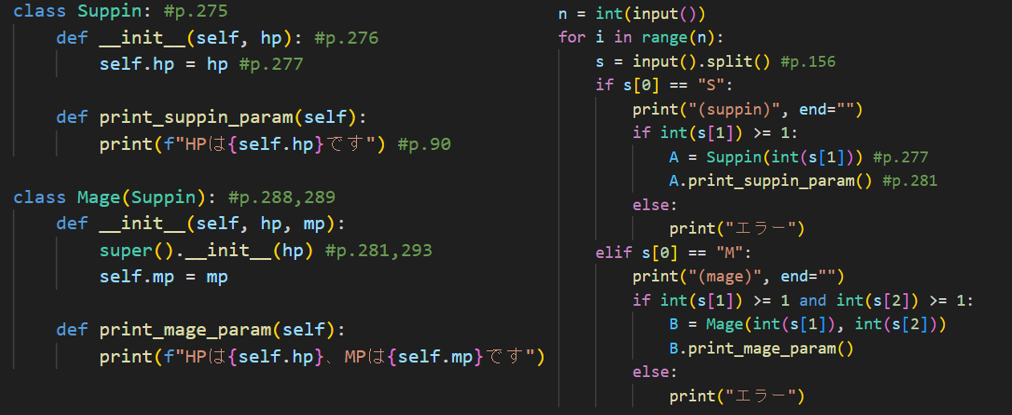 class Suppin: #p.275
    def __init__(self, hp): #p.276
        self.hp = hp #p.277
    def print_suppin_param(self):
        print(f"HPは{self.hp}です") #p.90
class Mage(Suppin): #p.288,289
    def __init__(self, hp, mp):
        super().__init__(hp) #p.281,293
        self.mp = mp
    def print_mage_param(self):
        print(f"HPは{self.hp}、MPは{self.mp}です")
n = int(input())
for i in range(n):
    s = input().split() #p.156
    if s[0] == "S":
        print("(suppin)", end="")
        if int(s[1]) >= 1:
            A = Suppin(int(s[1])) #p.277
            A.print_suppin_param() #p.281
        else:
            print("エラー")
    elif s[0] == "M":
        print("(mage)", end="")
        if int(s[1]) >= 1 and int(s[2]) >= 1:
            B = Mage(int(s[1]), int(s[2]))
            B.print_mage_param()
        else:
            print("エラー")